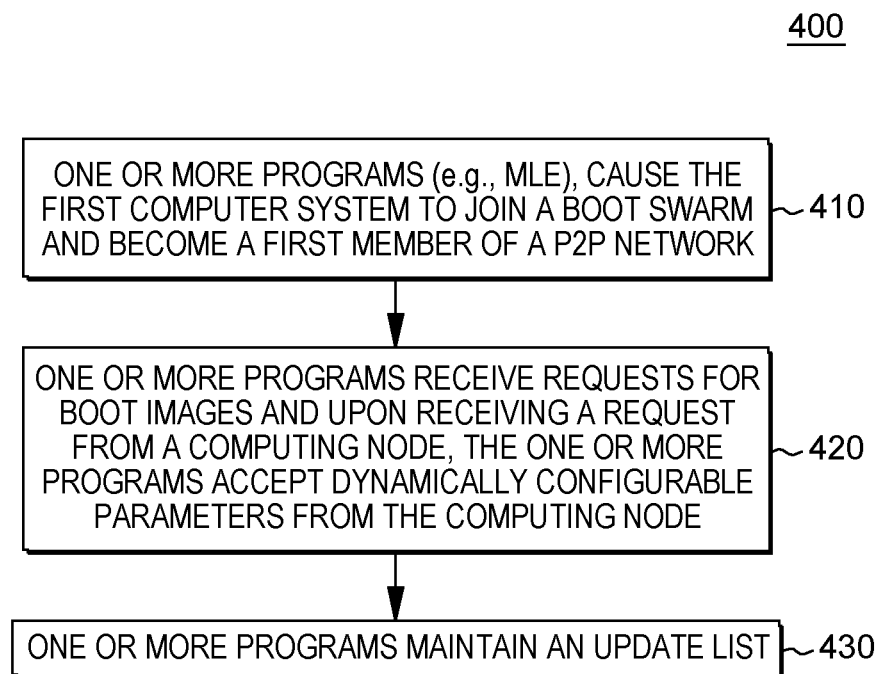 400
ONE OR MORE PROGRAMS (e.g., MLE), CAUSE THE
FIRST COMPUTER SYSTEM TO JOIN A BOOT SWARM
AND BECOME A FIRST MEMBER OF A P2P NETWORK
410
ONE OR MORE PROGRAMS RECEIVE REQUESTS FOR
BOOT IMAGES AND UPON RECEIVING A REQUEST
FROM A COMPUTING NODE, THE ONE OR MORE
PROGRAMS ACCEPT DYNAMICALLY CONFIGURABLE
PARAMETERS FROM THE COMPUTING NODE
420
ONE OR MORE PROGRAMS MAINTAIN AN UPDATE LIST
430